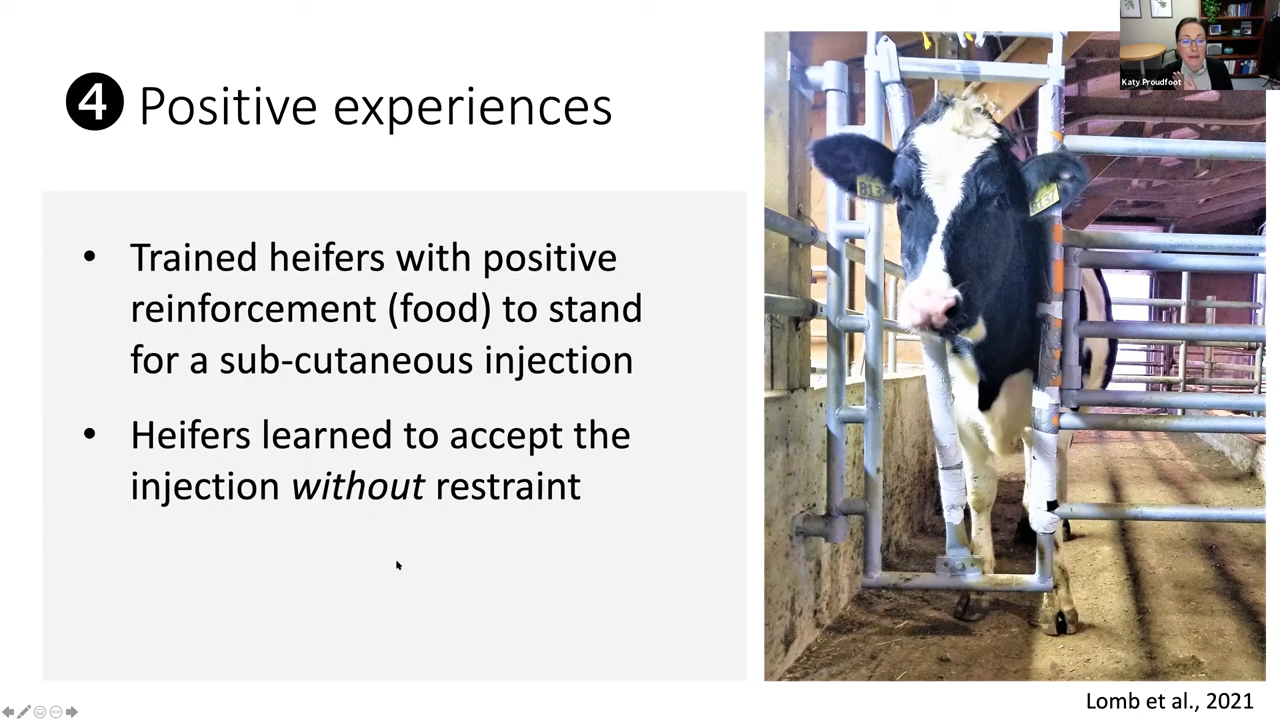 Katy Proudfoot
4 Positive experiences
• Trained heifers with positive
reinforcement (food) to stand
for a sub-cutaneous injection
• Heifers learned to accept the
injection without restraint
Lomb et al., 2021